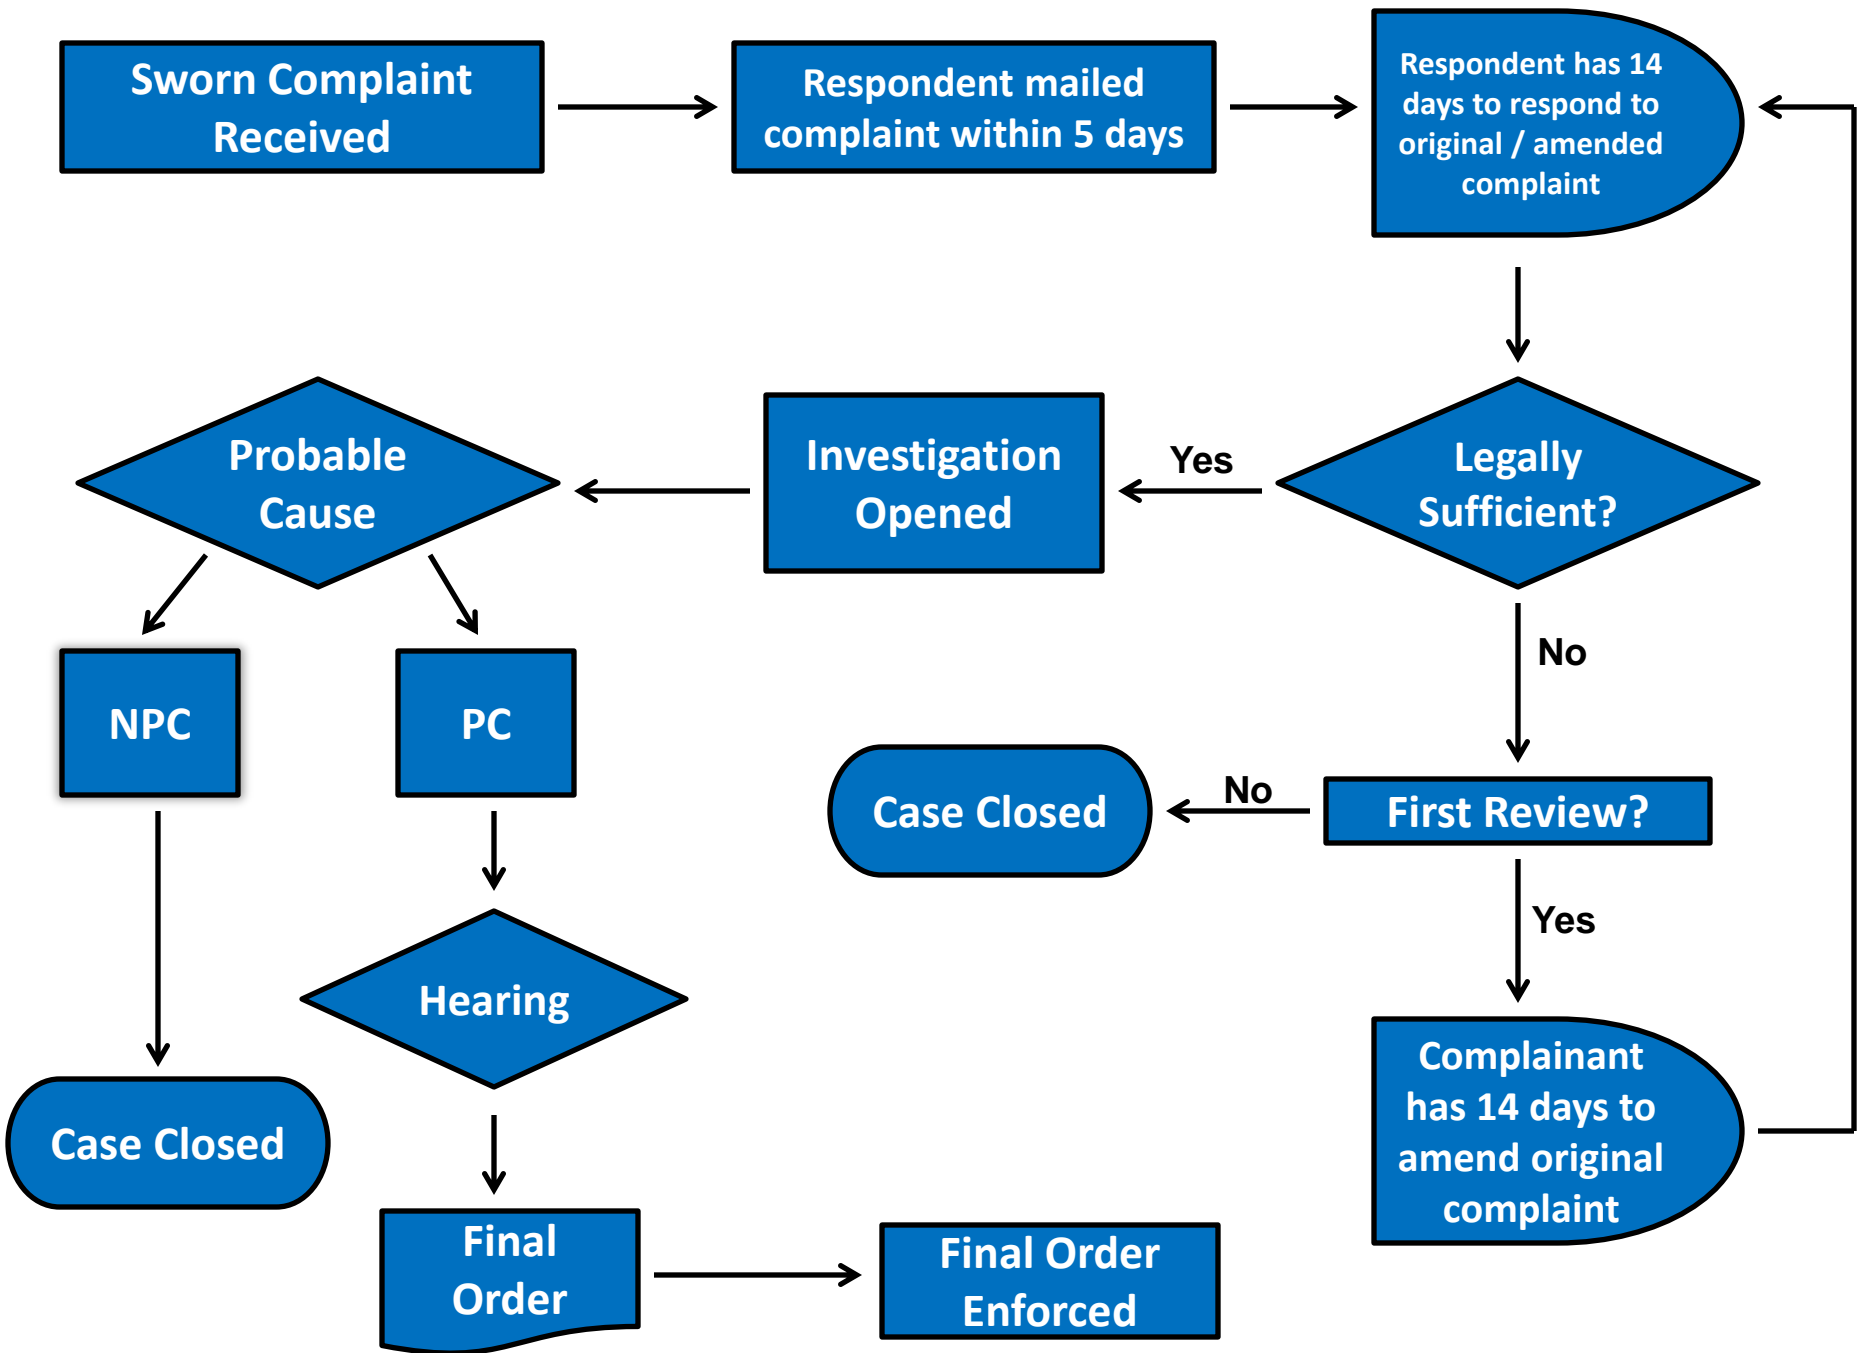 Sworn Complaint
Received
Respondent mailed
complaint within 5 days
Respondent has 14
days to respond to
original / amended
complaint
Probable
Cause
Investigation
Opened
Yes
Legally
Sufficient?
No
NPC
PC
Case Closed
No
First Review?
Yes
Hearing
Complainant
has 14 days to
amend original
complaint
Case Closed
Final
Order
Final Order
Enforced